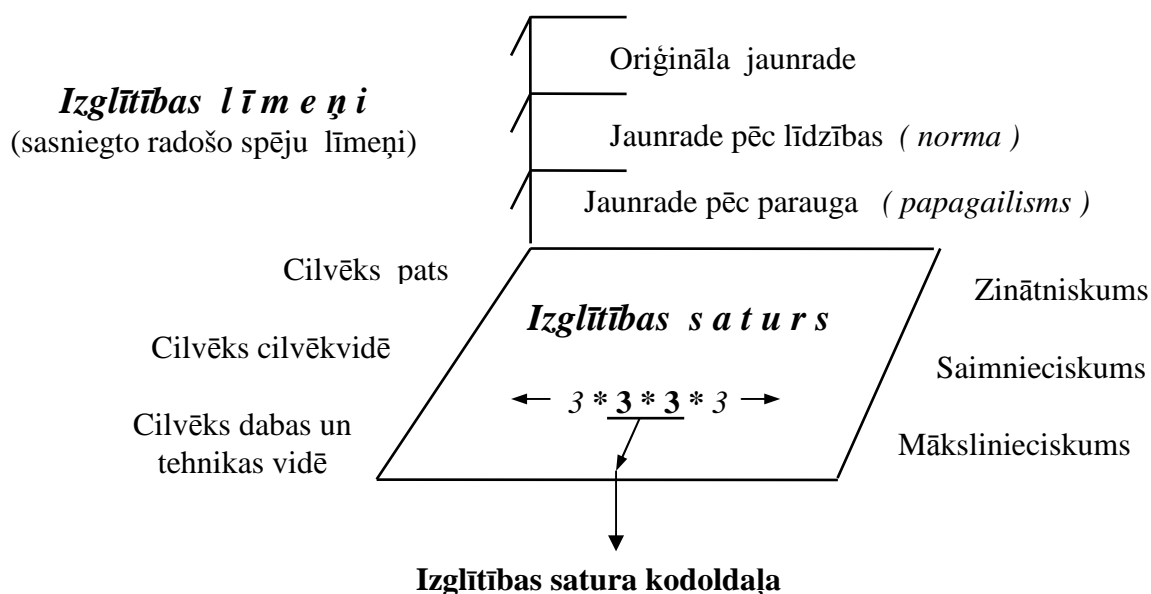 Oriģināla jaunrade
Izglītības l ī m e ņ i
(sasniegto radošo spēju līmeņi)
Jaunrade pēc līdzības ( norma )
Jaunrade pēc parauga ( papagailisms )
Cilvēks pats
Zinātniskums
Izglītības s a t u r s
Cilvēks cilvēkvidē
Saimnieciskums
3 * 3 * 3 * 3
Cilvēks dabas un
tehnikas vidē
Mākslinieciskums
Izglītības satura kodoldaļa